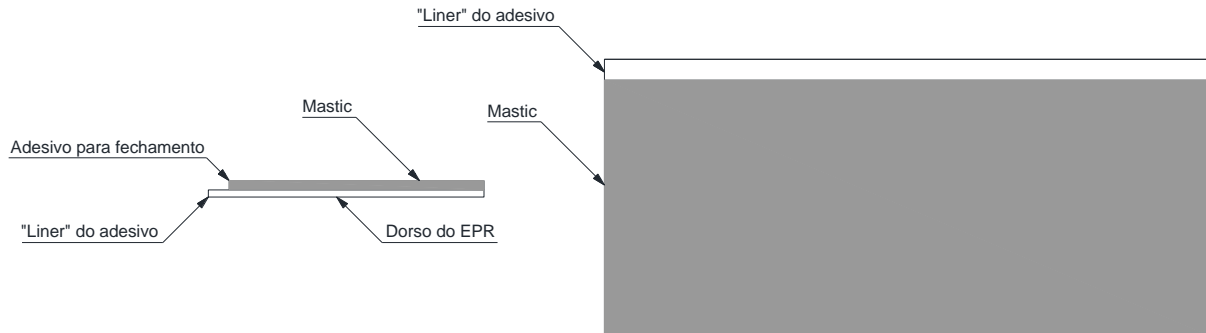 "Liner" do adesivo
Mastic
Mastic
Adesivo para fechamento
"Liner" do adesivo
Dorso do EPR